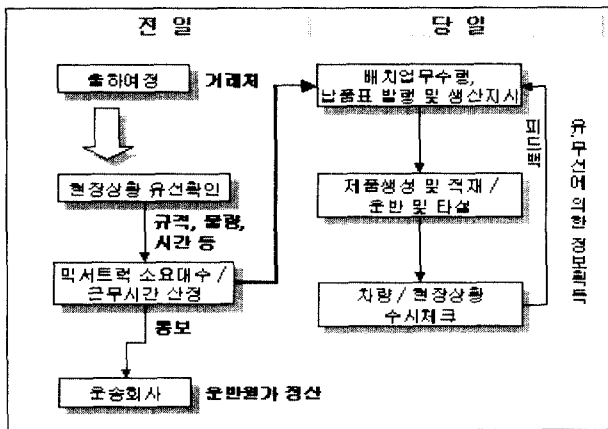 전 일
당 일
출하예정
거래처
현장상황 유선확인
규격, 물량,
시간 등
믹서트럭 소요대수 /
근무시간 산정
통보
운송회사
운반원가 정산
배치업무수행,
납품표 발행 및 생산지시
제품생성 및 적재 /
운반 및 타설
차량 / 현장상황
수시체크
피드백
유무선에 의한 정보획득